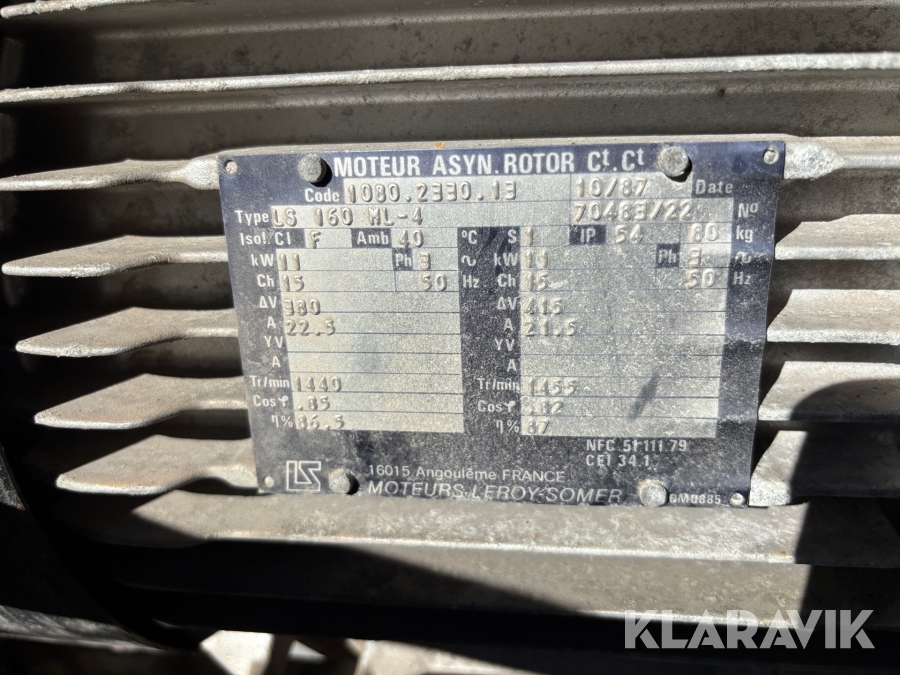 MOTEUR ASYN. ROTOR Ct. Ct
Code 1080.2330.13 10/87 Date
Type LS 160 ML-4 70483/22 No
Isol. Cl F Amb 40 °C S 1 IP 54 80 kg
kW 11 Ph 3 ~ kW 11 Ph 3 ~
Ch 15 50 Hz Ch 15 50 Hz
ΔV 380 ΔV 415
A 22.5 A 21.5
YV YV
A A
Tr/min 1440 Tr/min 1455
Cos φ .85 Cos φ .82
η% 86.5 η% 87
NFC 51 111 79
CEI 34.1
LS 16015 Angoulême FRANCE
MOTEURS LEROY-SOMER
KLARAVIK